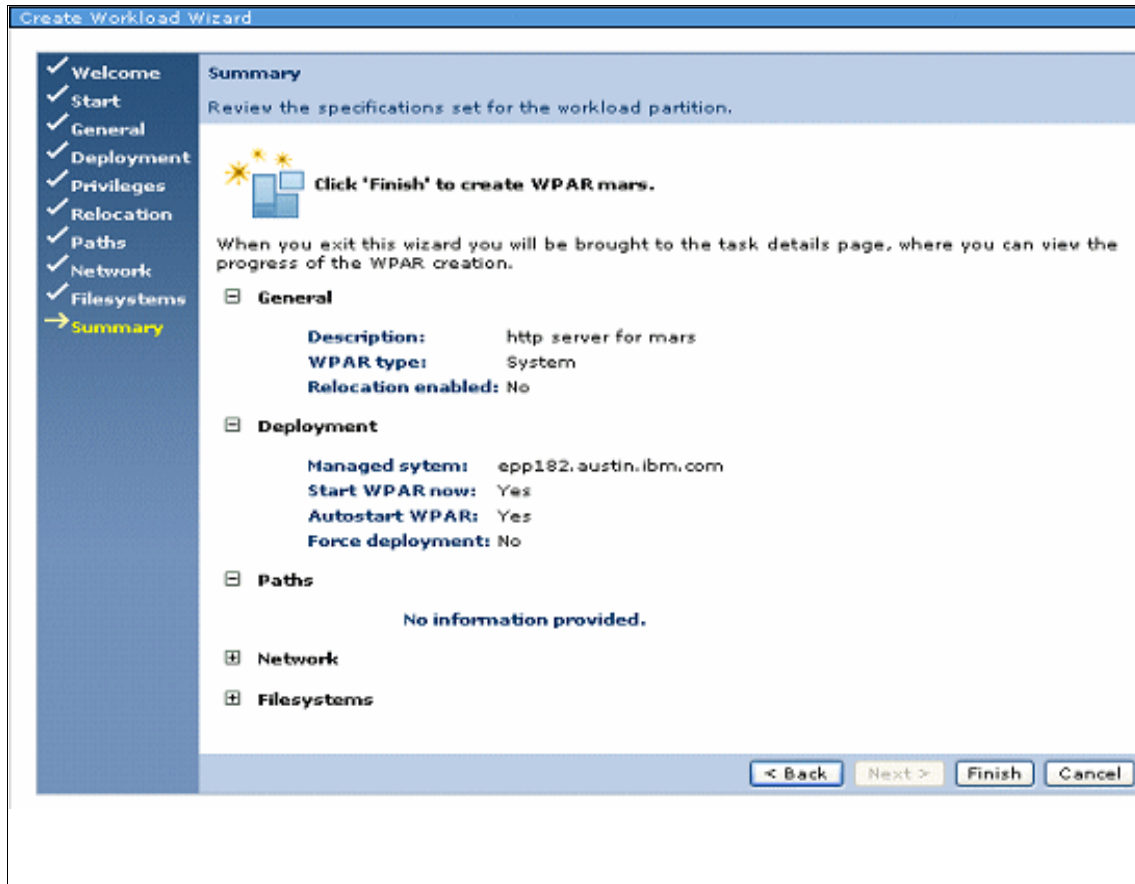 Create Workload Wizard
Welcome
Start
General
Deployment
Privileges
Relocation
Paths
Network
Filesystems
Summary
Summary
Review the specifications set for the workload partition.
Click 'Finish' to create WPAR mars.
When you exit this wizard you will be brought to the task details page, where you can view the
progress of the WPAR creation.
General
Description: http server for mars
WPAR type: System
Relocation enabled: No
Deployment
Managed sytem: epp182.austin.ibm.com
Start WPAR now: Yes
Autostart WPAR: Yes
Force deployment: No
Paths
No information provided.
Network
Filesystems
< Back Next > Finish Cancel